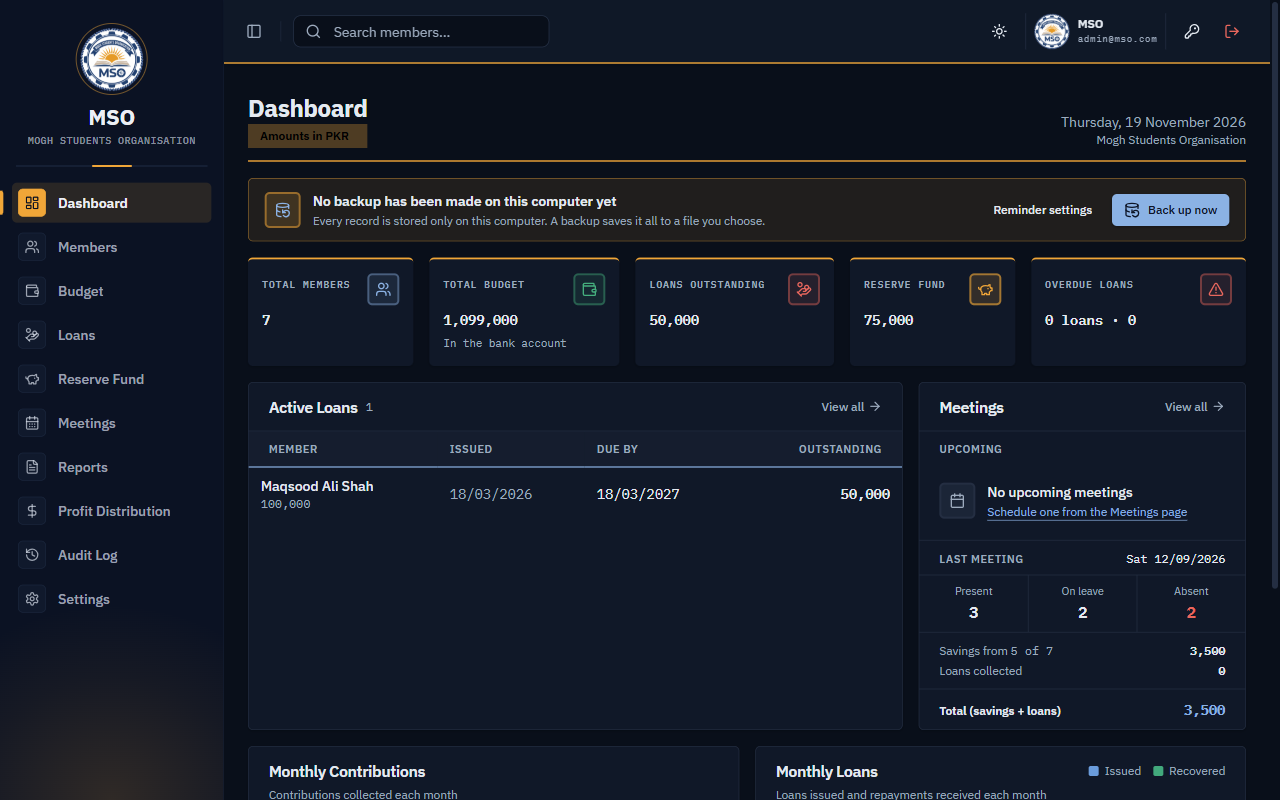 MSO
MOGH STUDENTS ORGANISATION
Dashboard
Members
Budget
Loans
Reserve Fund
Meetings
Reports
Profit Distribution
Audit Log
Settings
Search members...
MSO
admin@mso.com
Dashboard
Amounts in PKR
Thursday, 19 November 2026
Mogh Students Organisation
No backup has been made on this computer yet
Every record is stored only on this computer. A backup saves it all to a file you choose.
Reminder settings
Back up now
TOTAL MEMBERS
7
TOTAL BUDGET
1,099,000
In the bank account
LOANS OUTSTANDING
50,000
RESERVE FUND
75,000
OVERDUE LOANS
0 loans · 0
Active Loans 1
View all →
MEMBER ISSUED DUE BY OUTSTANDING
Maqsood Ali Shah 18/03/2026 18/03/2027 50,000
100,000
Meetings
View all →
UPCOMING
No upcoming meetings
Schedule one from the Meetings page
LAST MEETING Sat 12/09/2026
Present On leave Absent
3 2 2
Savings from 5 of 7 3,500
Loans collected 0
Total (savings + loans) 3,500
Monthly Contributions
Contributions collected each month
Monthly Loans
Issued Recovered
Loans issued and repayments received each month